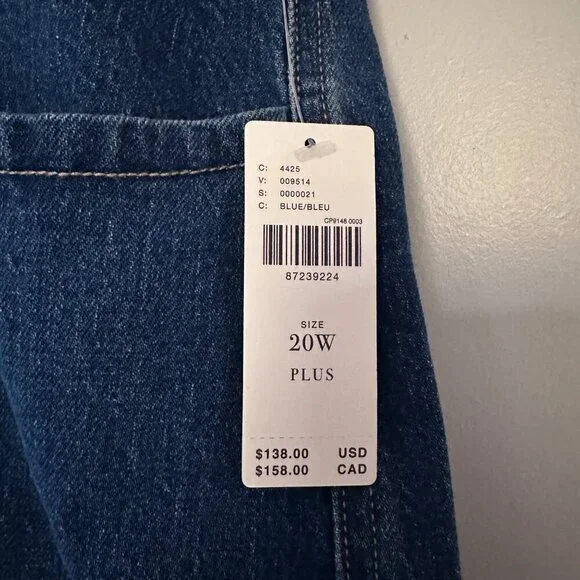 C: 4425
V: 009514
S: 0000021
C: BLUE/BLEU
CP9148.0003
87239224
SIZE
20W
PLUS
$138.00 USD
$158.00 CAD